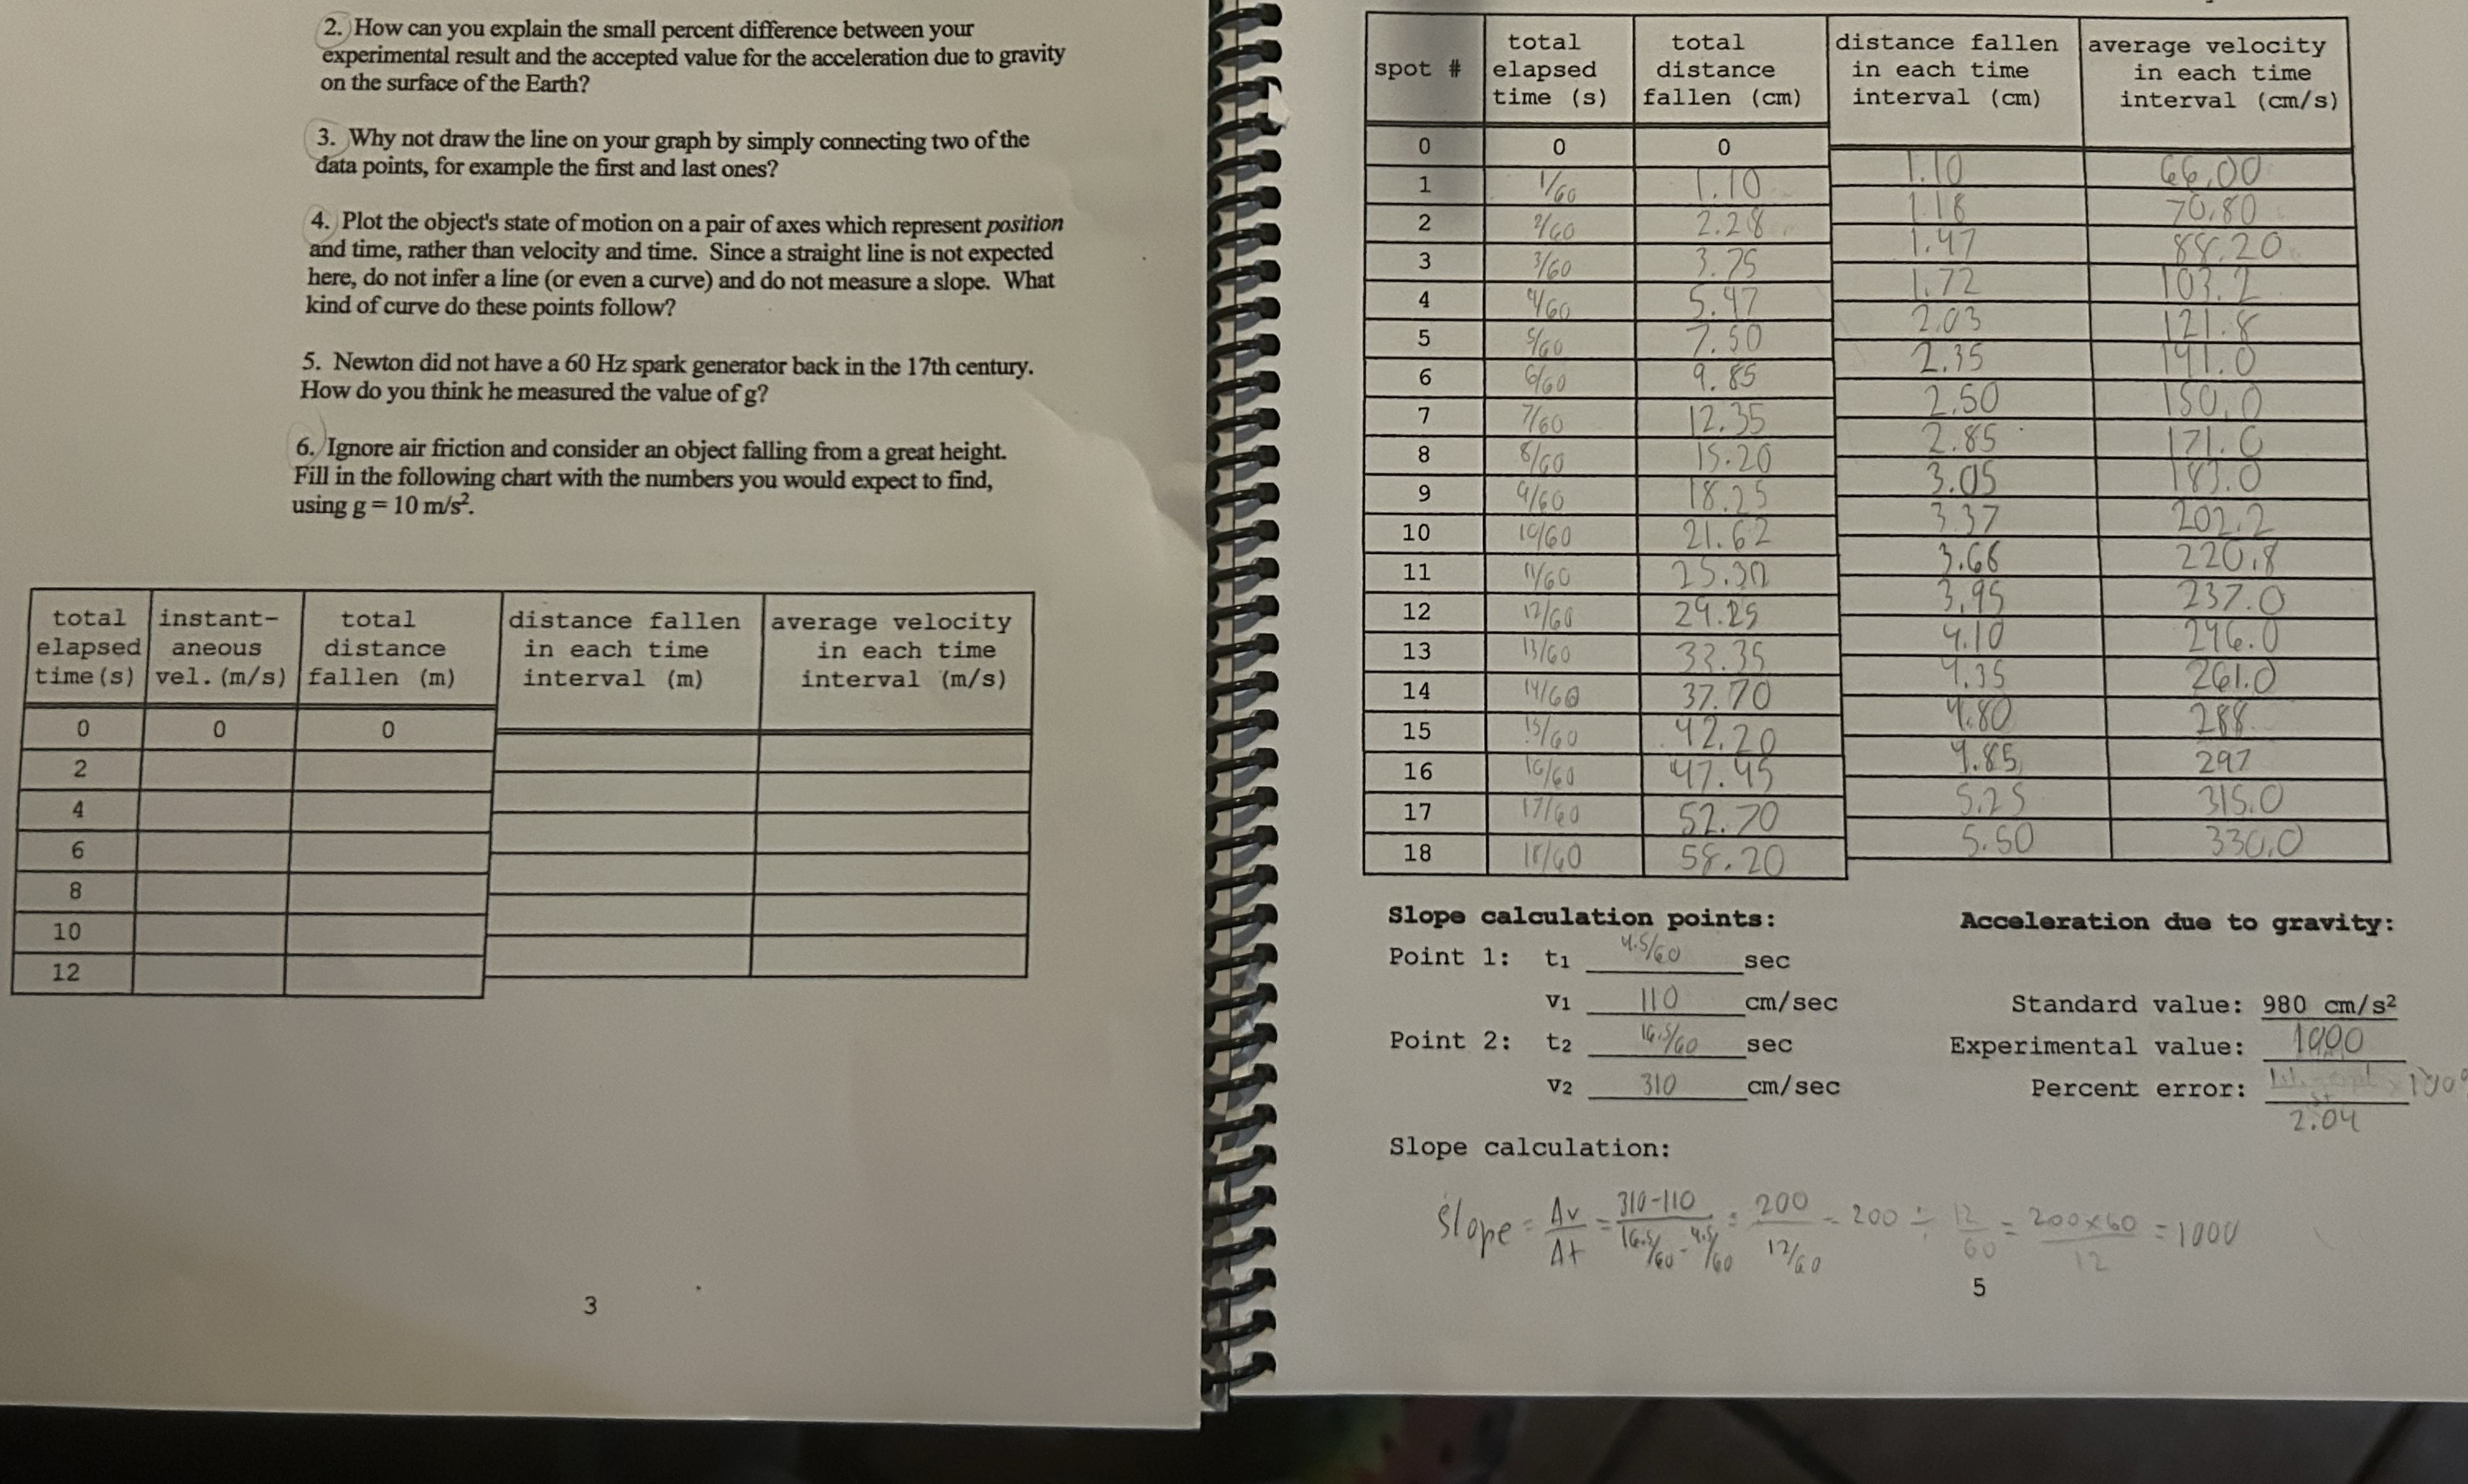 2. How can you explain the small percent difference between your
experimental result and the accepted value for the acceleration due to gravity
on the surface of the Earth?
3. Why not draw the line on your graph by simply connecting two of the
data points, for example the first and last ones?
4. Plot the object's state of motion on a pair of axes which represent position
and time, rather than velocity and time. Since a straight line is not expected
here, do not infer a line (or even a curve) and do not measure a slope. What
kind of curve do these points follow?
5. Newton did not have a 60 Hz spark generator back in the 17th century.
How do you think he measured the value of g?
6. Ignore air friction and consider an object falling from a great height.
Fill in the following chart with the numbers you would expect to find,
using g = 10 m/s².
total elapsed time(s) instant-aneous vel.(m/s) total distance fallen (m) distance fallen in each time interval (m) average velocity in each time interval (m/s)
0 0 0
2
4
6
8
10
12
3
spot # total elapsed time (s) total distance fallen (cm) distance fallen in each time interval (cm) average velocity in each time interval (cm/s)
0 0 0
1.10 66.00
1 1/60 1.10
1.18 70.80
2 2/60 2.28
1.47 88.20
3 3/60 3.75
1.72 103.2
4 4/60 5.47
2.03 121.8
5 5/60 7.50
2.35 141.0
6 6/60 9.85
2.50 150.0
7 7/60 12.35
2.85 171.0
8 8/60 15.20
3.05 183.0
9 9/60 18.25
3.37 202.2
10 10/60 21.62
3.68 220.8
11 11/60 25.30
3.95 237.0
12 12/60 29.25
4.10 246.0
13 13/60 33.35
4.35 261.0
14 14/60 37.70
4.80 288
15 15/60 42.20
4.85 297
16 16/60 47.45
5.25 315.0
17 17/60 52.70
5.50 330.0
18 18/60 58.20
Slope calculation points: Acceleration due to gravity:
Point 1: t1 4.5/60 sec
v1 110 cm/sec Standard value: 980 cm/s²
Point 2: t2 16.5/60 sec Experimental value: 1000
v2 310 cm/sec Percent error:
2.04
Slope calculation:
Slope = Δv/Δt = 310-110/16.5/60 - 4.5/60 = 200/12/60 = 200 ÷ 12/60 = 200x60/12 = 1000
5